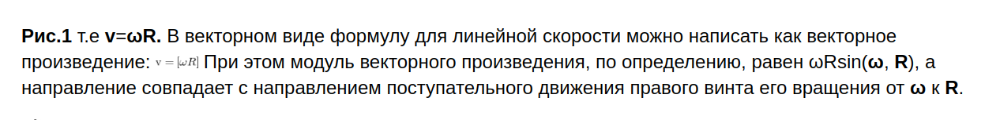 Рис.1 т.е v=ωR. В векторном виде формулу для линейной скорости можно написать как векторное
произведение: v = [ωR] При этом модуль векторного произведения, по определению, равен ωRsin(ω, R), а
направление совпадает с направлением поступательного движения правого винта его вращения от ω к R.